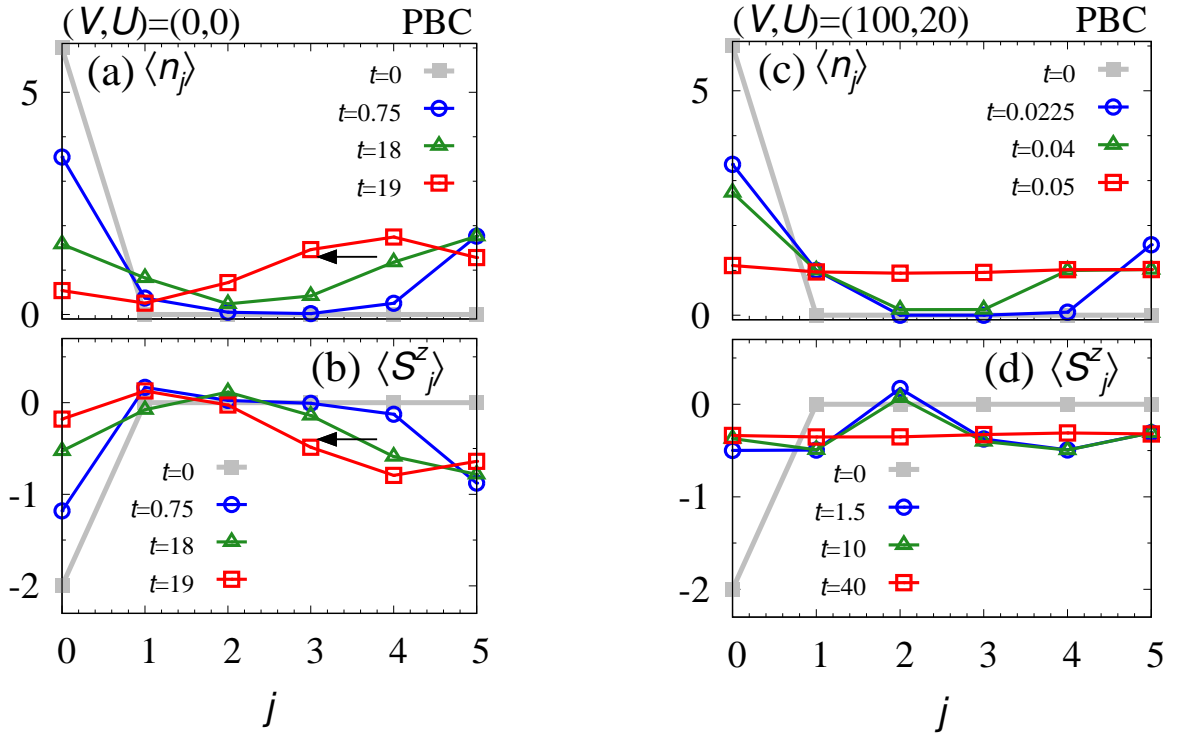 (V,U)=(0,0) PBC
(a) ⟨n_j⟩
t=0
t=0.75
t=18
t=19
5
0
(b) ⟨S^z_j⟩
0
-1
-2
t=0
t=0.75
t=18
t=19
0 1 2 3 4 5
j
(V,U)=(100,20) PBC
(c) ⟨n_j⟩
t=0
t=0.0225
t=0.04
t=0.05
5
0
(d) ⟨S^z_j⟩
0
-1
-2
t=0
t=1.5
t=10
t=40
0 1 2 3 4 5
j